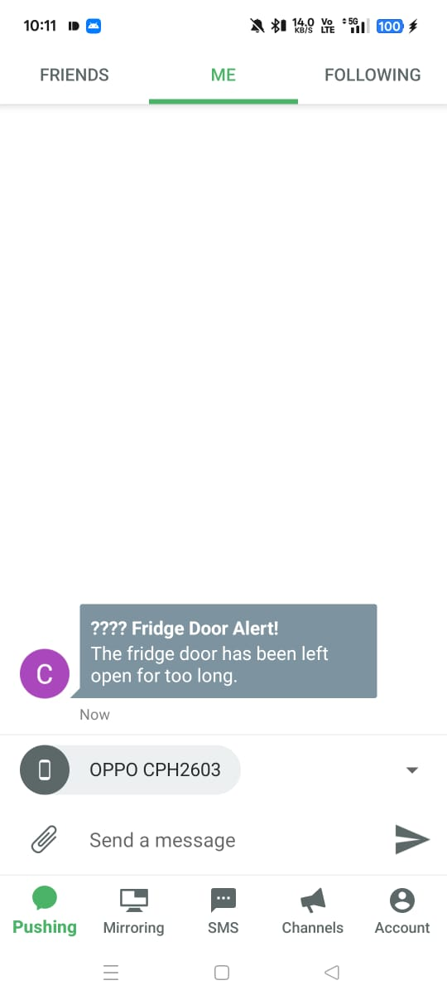 10:11 14.0 KB/S Vo LTE 5G 100
FRIENDS ME FOLLOWING
???? Fridge Door Alert!
The fridge door has been left
open for too long.
C
Now
OPPO CPH2603
Send a message
Pushing Mirroring SMS Channels Account